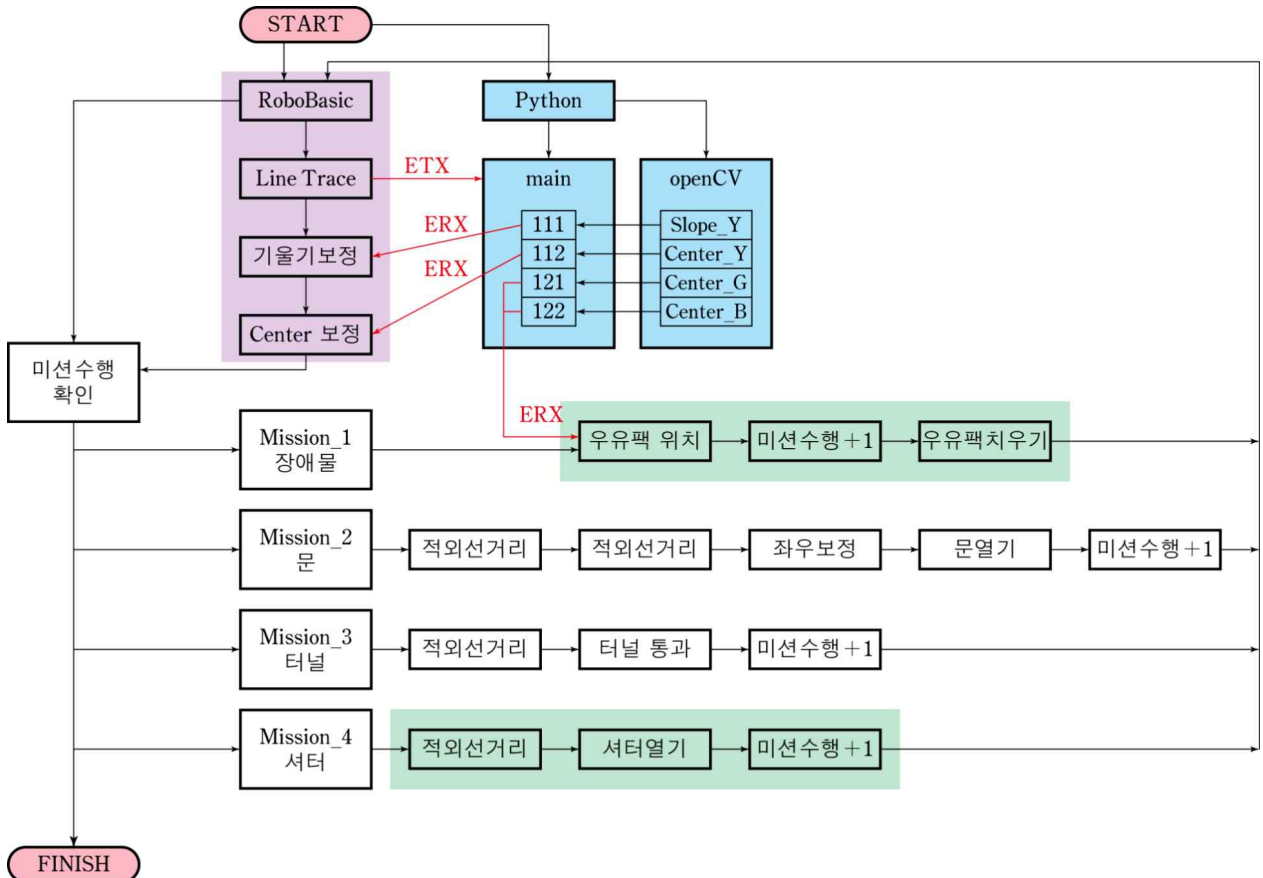 START
RoboBasic
Python
Line Trace
ETX
main
openCV
ERX
111
Slope_Y
기울기보정
ERX
112
Center_Y
121
Center_G
122
Center_B
Center 보정
미션수행
확인
ERX
Mission_1
장애물
우유팩 위치
미션수행+1
우유팩치우기
Mission_2
문
적외선거리
적외선거리
좌우보정
문열기
미션수행+1
Mission_3
터널
적외선거리
터널 통과
미션수행+1
Mission_4
셔터
적외선거리
셔터열기
미션수행+1
FINISH